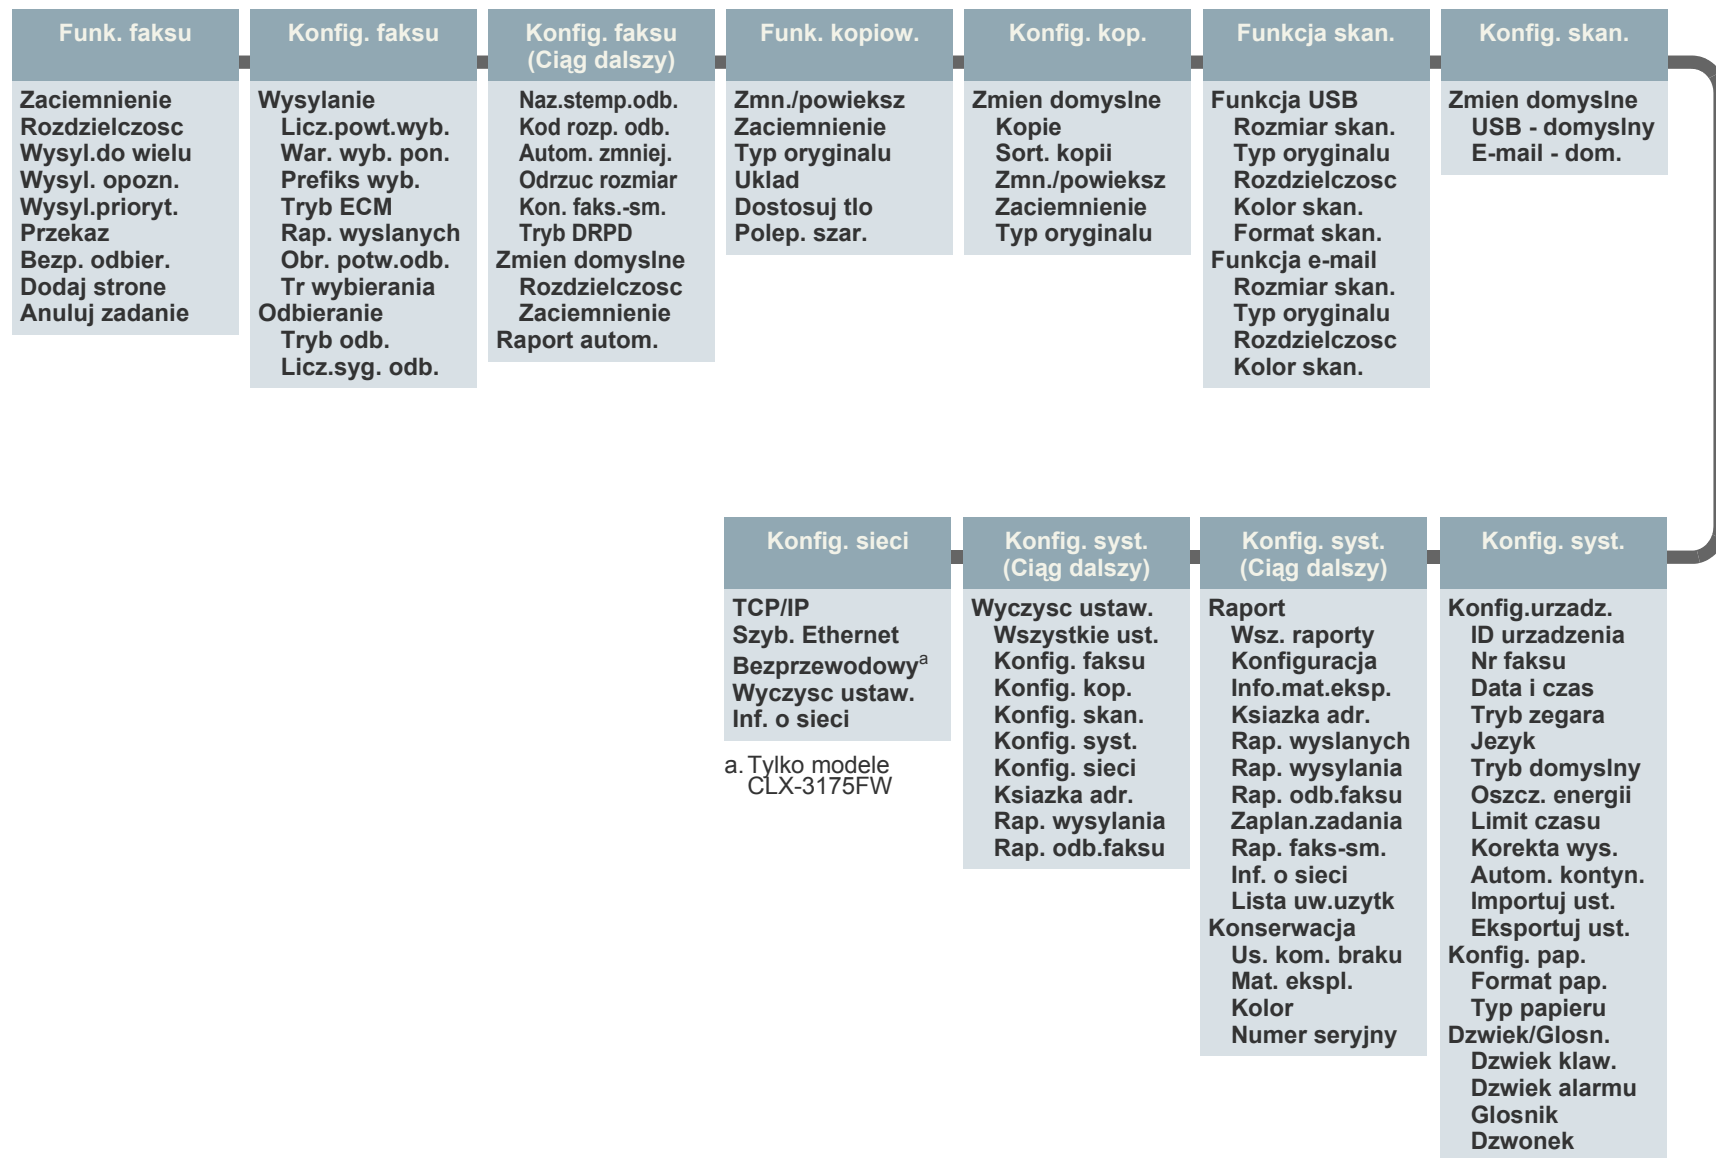 Funk. faksu
Zaciemnienie
Rozdzielczosc
Wysyl.do wielu
Wysyl. opozn.
Wysyl.prioryt.
Przekaz
Bezp. odbier.
Dodaj strone
Anuluj zadanie
Konfig. faksu
Wysylanie
Licz.powt.wyb.
War. wyb. pon.
Prefiks wyb.
Tryb ECM
Rap. wyslanych
Obr. potw.odb.
Tr wybierania
Odbieranie
Tryb odb.
Licz.syg. odb.
Konfig. faksu
(Ciąg dalszy)
Naz.stemp.odb.
Kod rozp. odb.
Autom. zmniej.
Odrzuc rozmiar
Kon. faks.-sm.
Tryb DRPD
Zmien domyslne
Rozdzielczosc
Zaciemnienie
Raport autom.
Funk. kopiow.
Zmn./powieksz
Zaciemnienie
Typ oryginalu
Uklad
Dostosuj tlo
Polep. szar.
Konfig. kop.
Zmien domyslne
Kopie
Sort. kopii
Zmn./powieksz
Zaciemnienie
Typ oryginalu
Funkcja skan.
Funkcja USB
Rozmiar skan.
Typ oryginalu
Rozdzielczosc
Kolor skan.
Format skan.
Funkcja e-mail
Rozmiar skan.
Typ oryginalu
Rozdzielczosc
Kolor skan.
Konfig. skan.
Zmien domyslne
USB - domyslny
E-mail - dom.
Konfig. sieci
TCP/IP
Szyb. Ethernet
Bezprzewodowyᵃ
Wyczysc ustaw.
Inf. o sieci
a. Tylko modele
CLX-3175FW
Konfig. syst.
(Ciąg dalszy)
Wyczysc ustaw.
Wszystkie ust.
Konfig. faksu
Konfig. kop.
Konfig. skan.
Konfig. syst.
Konfig. sieci
Ksiazka adr.
Rap. wysylania
Rap. odb.faksu
Konfig. syst.
(Ciąg dalszy)
Raport
Wsz. raporty
Konfiguracja
Info.mat.eksp.
Ksiazka adr.
Rap. wyslanych
Rap. wysylania
Rap. odb.faksu
Zaplan.zadania
Rap. faks-sm.
Inf. o sieci
Lista uw.uzytk
Konserwacja
Us. kom. braku
Mat. ekspl.
Kolor
Numer seryjny
Konfig. syst.
Konfig.urzadz.
ID urzadzenia
Nr faksu
Data i czas
Tryb zegara
Jezyk
Tryb domyslny
Oszcz. energii
Limit czasu
Korekta wys.
Autom. kontyn.
Importuj ust.
Eksportuj ust.
Konfig. pap.
Format pap.
Typ papieru
Dzwiek/Glosn.
Dzwiek klaw.
Dzwiek alarmu
Glosnik
Dzwonek